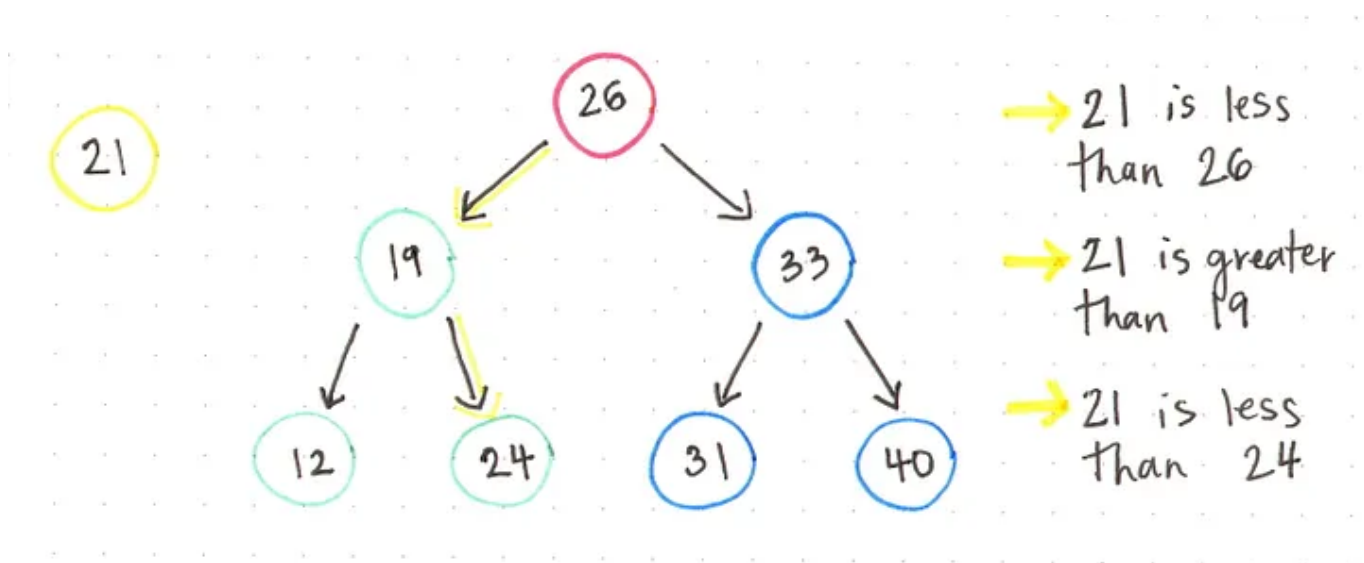 26
21
19
33
12
24
31
40
→ 21 is less
than 26
→ 21 is greater
than 19
→ 21 is less
than 24